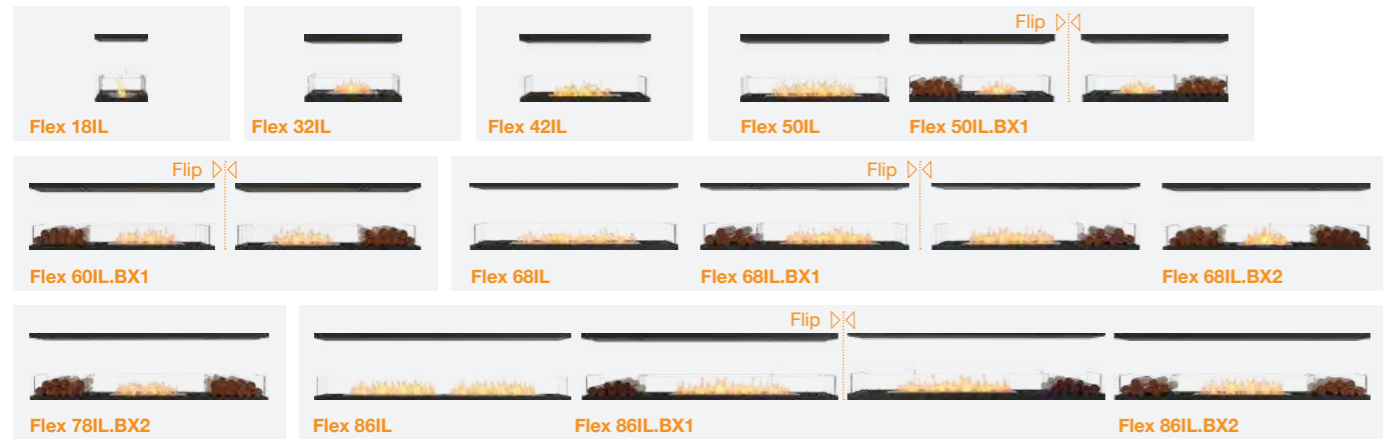 Flip
Flex 18IL
Flex 32IL
Flex 42IL
Flex 50IL
Flex 50IL.BX1
Flip
Flip
Flex 60IL.BX1
Flex 68IL
Flex 68IL.BX1
Flex 68IL.BX2
Flip
Flex 78IL.BX2
Flex 86IL
Flex 86IL.BX1
Flex 86IL.BX2